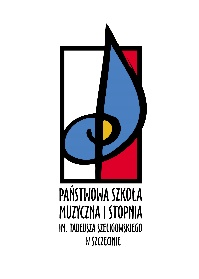 PAŃSTWOWA SZKOŁA
MUZYCZNA I STOPNIA
IM. TADEUSZA SZELIGOWSKIEGO
W SZCZECINIE